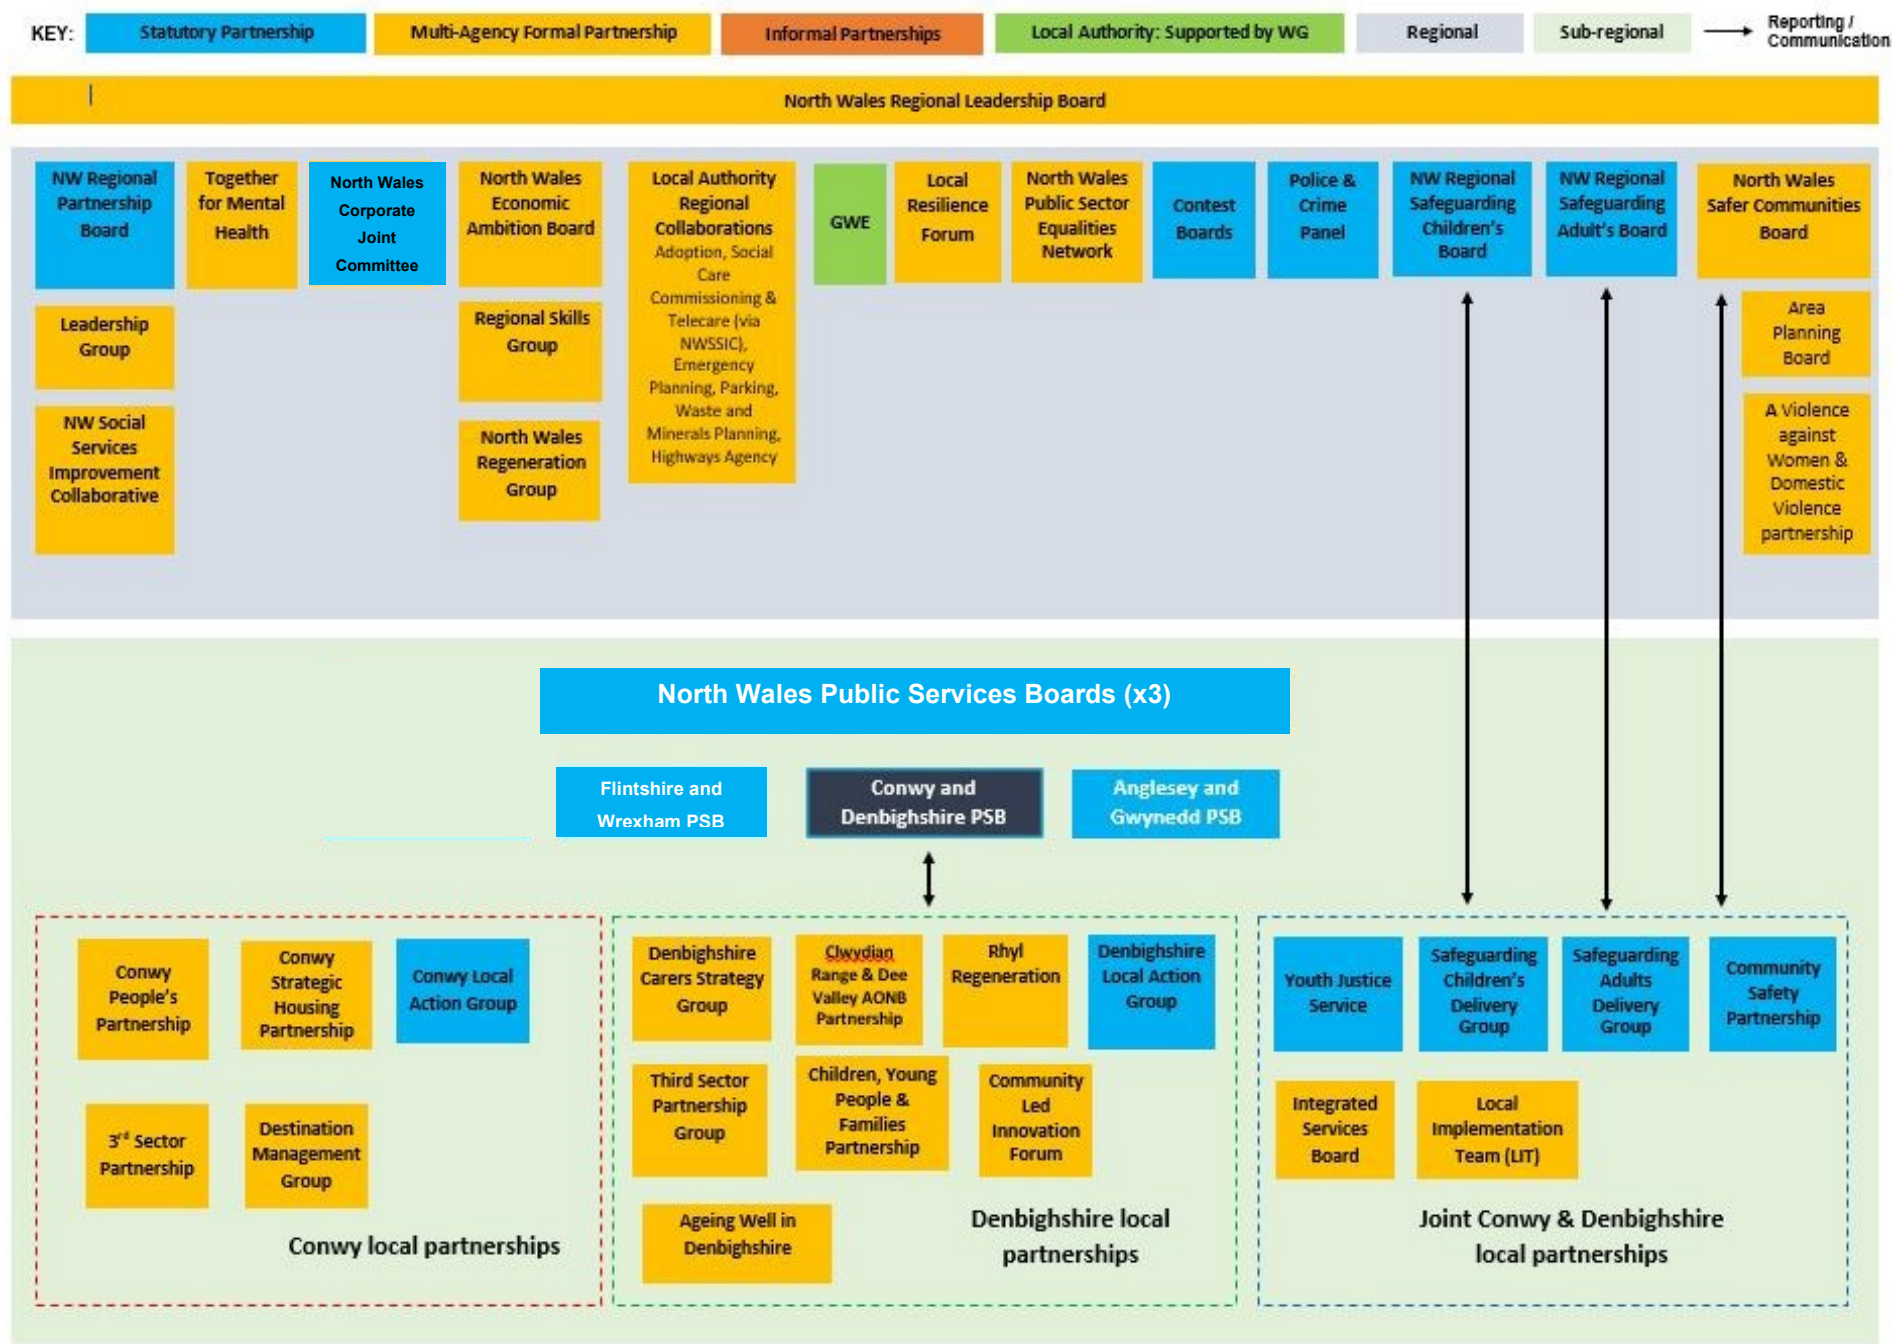 KEY:
Statutory Partnership
Multi-Agency Formal Partnership
Informal Partnerships
Local Authority: Supported by WG
Regional
Sub-regional
Reporting /
Communication
North Wales Regional Leadership Board
NW Regional
Partnership
Board
Together
for Mental
Health
North Wales
Corporate
Joint
Committee
North Wales
Economic
Ambition Board
Local Authority
Regional
Collaborations
Adoption, Social
Care
Commissioning &
Telecare (via
NWSSIC),
Emergency
Planning, Parking,
Waste and
Minerals Planning,
Highways Agency
GWE
Local
Resilience
Forum
North Wales
Public Sector
Equalities
Network
Contest
Boards
Police &
Crime
Panel
NW Regional
Safeguarding
Children's
Board
NW Regional
Safeguarding
Adult's Board
North Wales
Safer Communities
Board
Leadership
Group
NW Social
Services
Improvement
Collaborative
Regional Skills
Group
North Wales
Regeneration
Group
Area
Planning
Board
A Violence
against
Women &
Domestic
Violence
partnership
North Wales Public Services Boards (x3)
Flintshire and
Wrexham PSB
Conwy and
Denbighshire PSB
Anglesey and
Gwynedd PSB
Conwy
People's
Partnership
Conwy
Strategic
Housing
Partnership
Conwy Local
Action Group
3rd Sector
Partnership
Destination
Management
Group
Conwy local partnerships
Denbighshire
Carers Strategy
Group
Clwydian
Range & Dee
Valley AONB
Partnership
Rhyl
Regeneration
Denbighshire
Local Action
Group
Third Sector
Partnership
Group
Children, Young
People &
Families
Partnership
Community
Led
Innovation
Forum
Ageing Well in
Denbighshire
Denbighshire local
partnerships
Youth Justice
Service
Safeguarding
Children's
Delivery
Group
Safeguarding
Adults
Delivery
Group
Community
Safety
Partnership
Integrated
Services
Board
Local
Implementation
Team (LIT)
Joint Conwy & Denbighshire
local partnerships